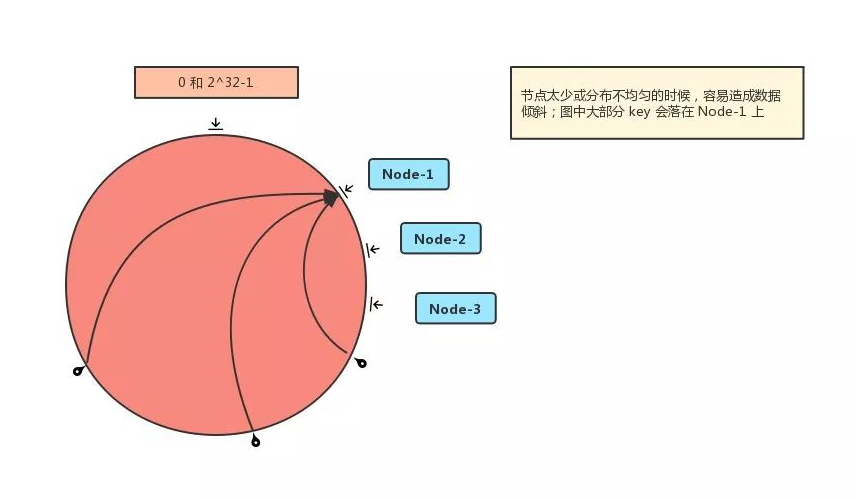 0 和 2^32-1
节点太少或分布不均匀的时候，容易造成数据
倾斜；图中大部分 key 会落在 Node-1 上
Node-1
Node-2
Node-3